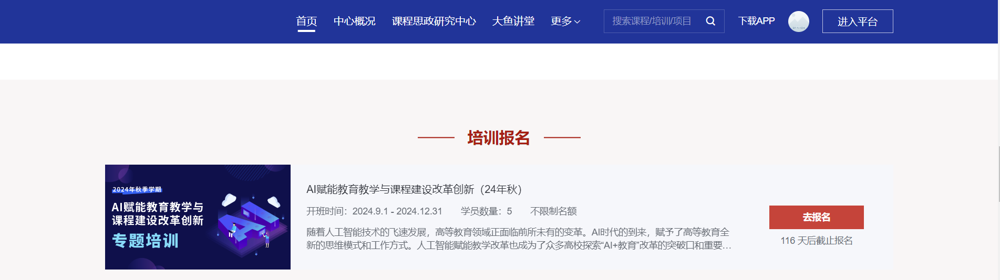 首页 中心概况 课程思政研究中心 大鱼讲堂 更多 搜索课程/培训/项目 下载APP 进入平台
培训报名
2024年秋季学期
AI赋能教育教学与
课程建设改革创新
专题培训
AI赋能教育教学与课程建设改革创新（24年秋）
开班时间：2024.9.1 - 2024.12.31 学员数量：5 不限制名额
随着人工智能技术的飞速发展，高等教育领域正面临前所未有的变革。AI时代的到来，赋予了高等教育全
新的思维模式和工作方式。人工智能赋能教学改革也成为了众多高校探索“AI+教育”改革的突破口和重要…
去报名
116 天后截止报名